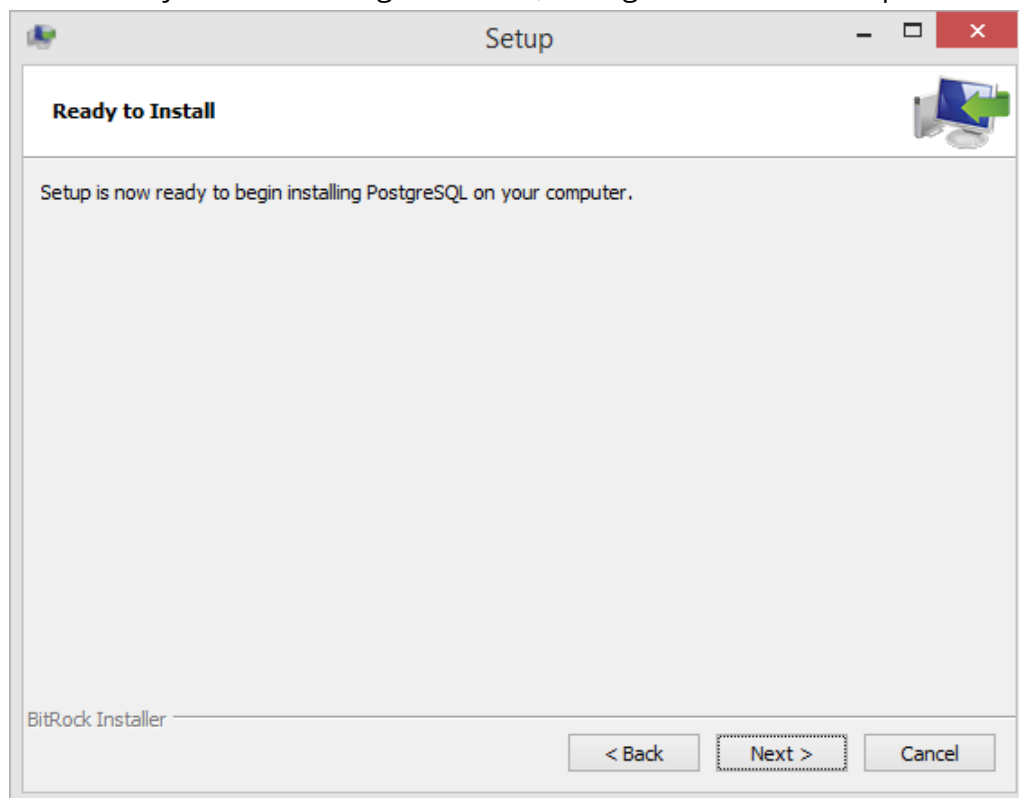 Setup
Ready to Install
Setup is now ready to begin installing PostgreSQL on your computer.
BitRock Installer
< Back Next > Cancel